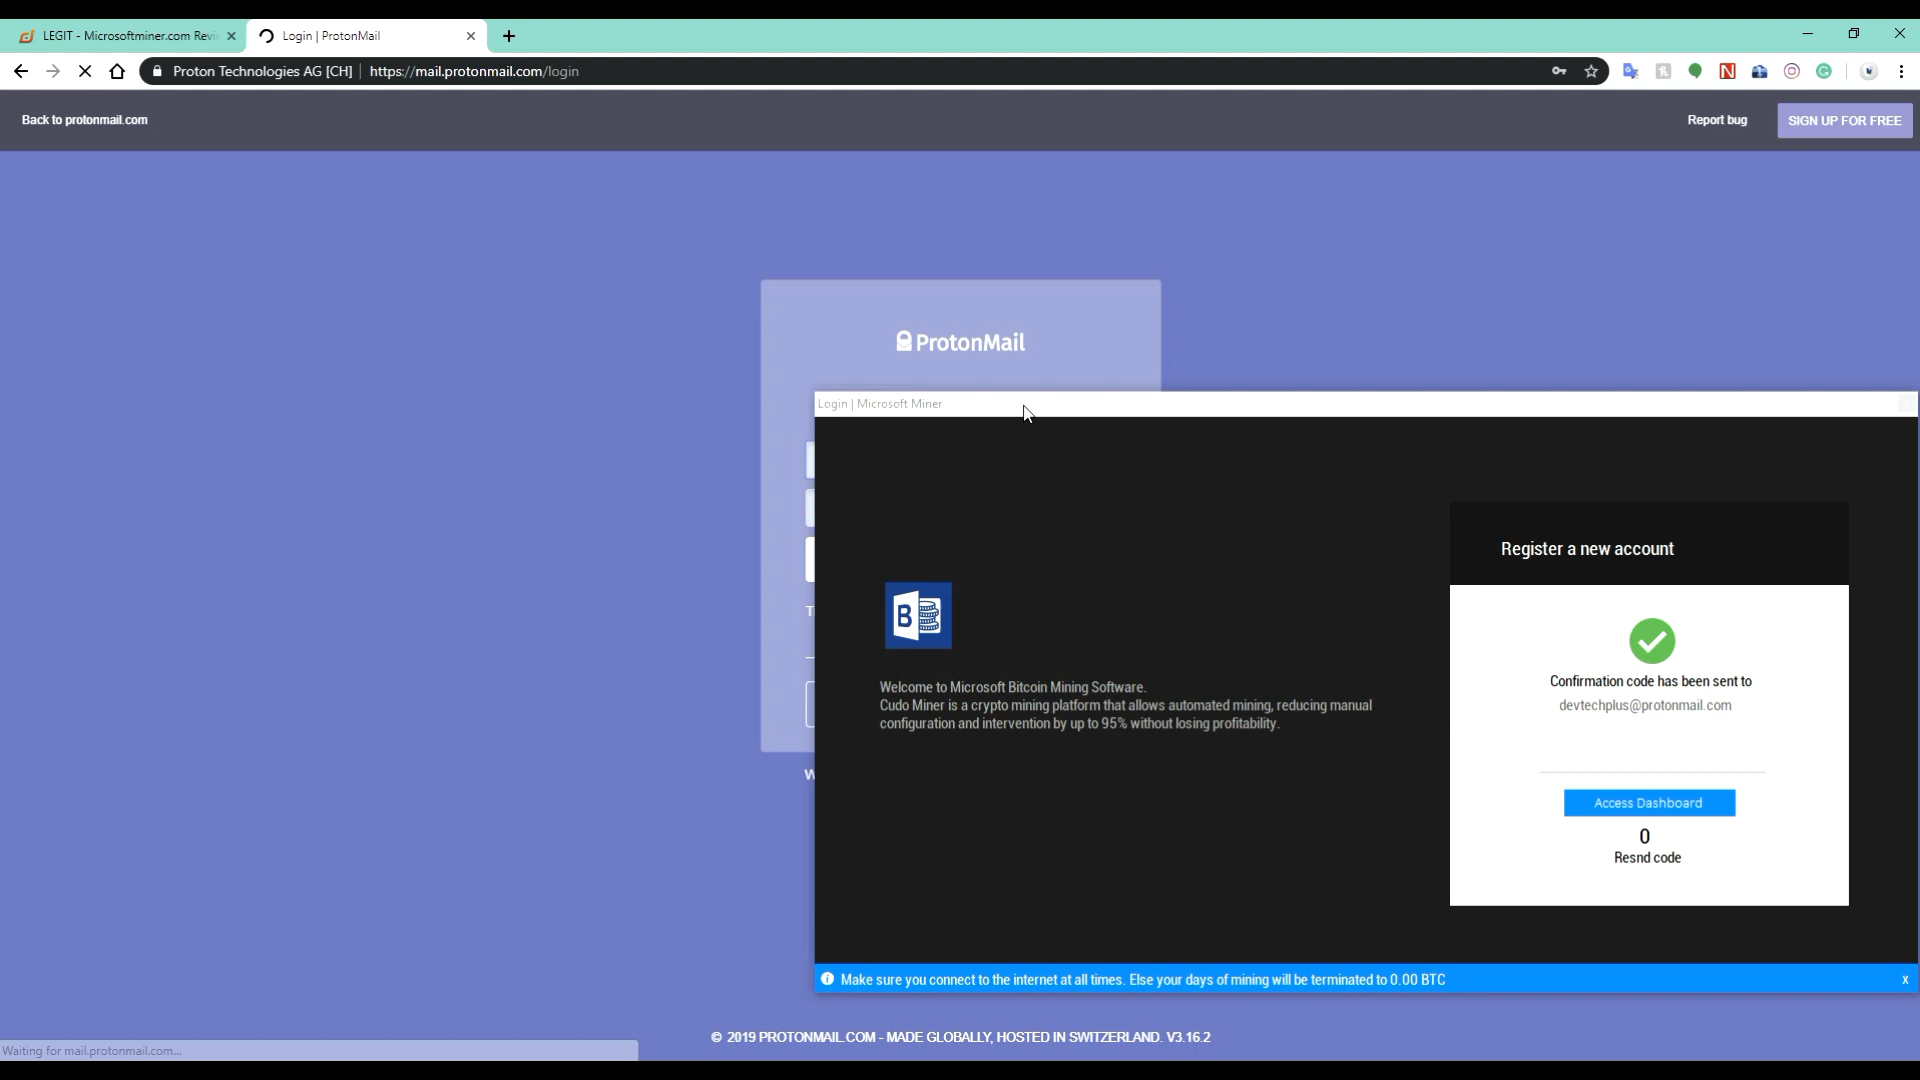 LEGIT - Microsoftminer.com Revi
Login | ProtonMail
Proton Technologies AG [CH] | https://mail.protonmail.com/login
Back to protonmail.com
Report bug
SIGN UP FOR FREE
ProtonMail
Login | Microsoft Miner
Register a new account
B
Confirmation code has been sent to
devtechplus@protonmail.com
Welcome to Microsoft Bitcoin Mining Software.
Cudo Miner is a crypto mining platform that allows automated mining, reducing manual
configuration and intervention by up to 95% without losing profitability.
Access Dashboard
0
Resnd code
Make sure you connect to the internet at all times. Else your days of mining will be terminated to 0.00 BTC
x
© 2019 PROTONMAIL.COM - MADE GLOBALLY, HOSTED IN SWITZERLAND. V3.16.2
Waiting for mail.protonmail.com...